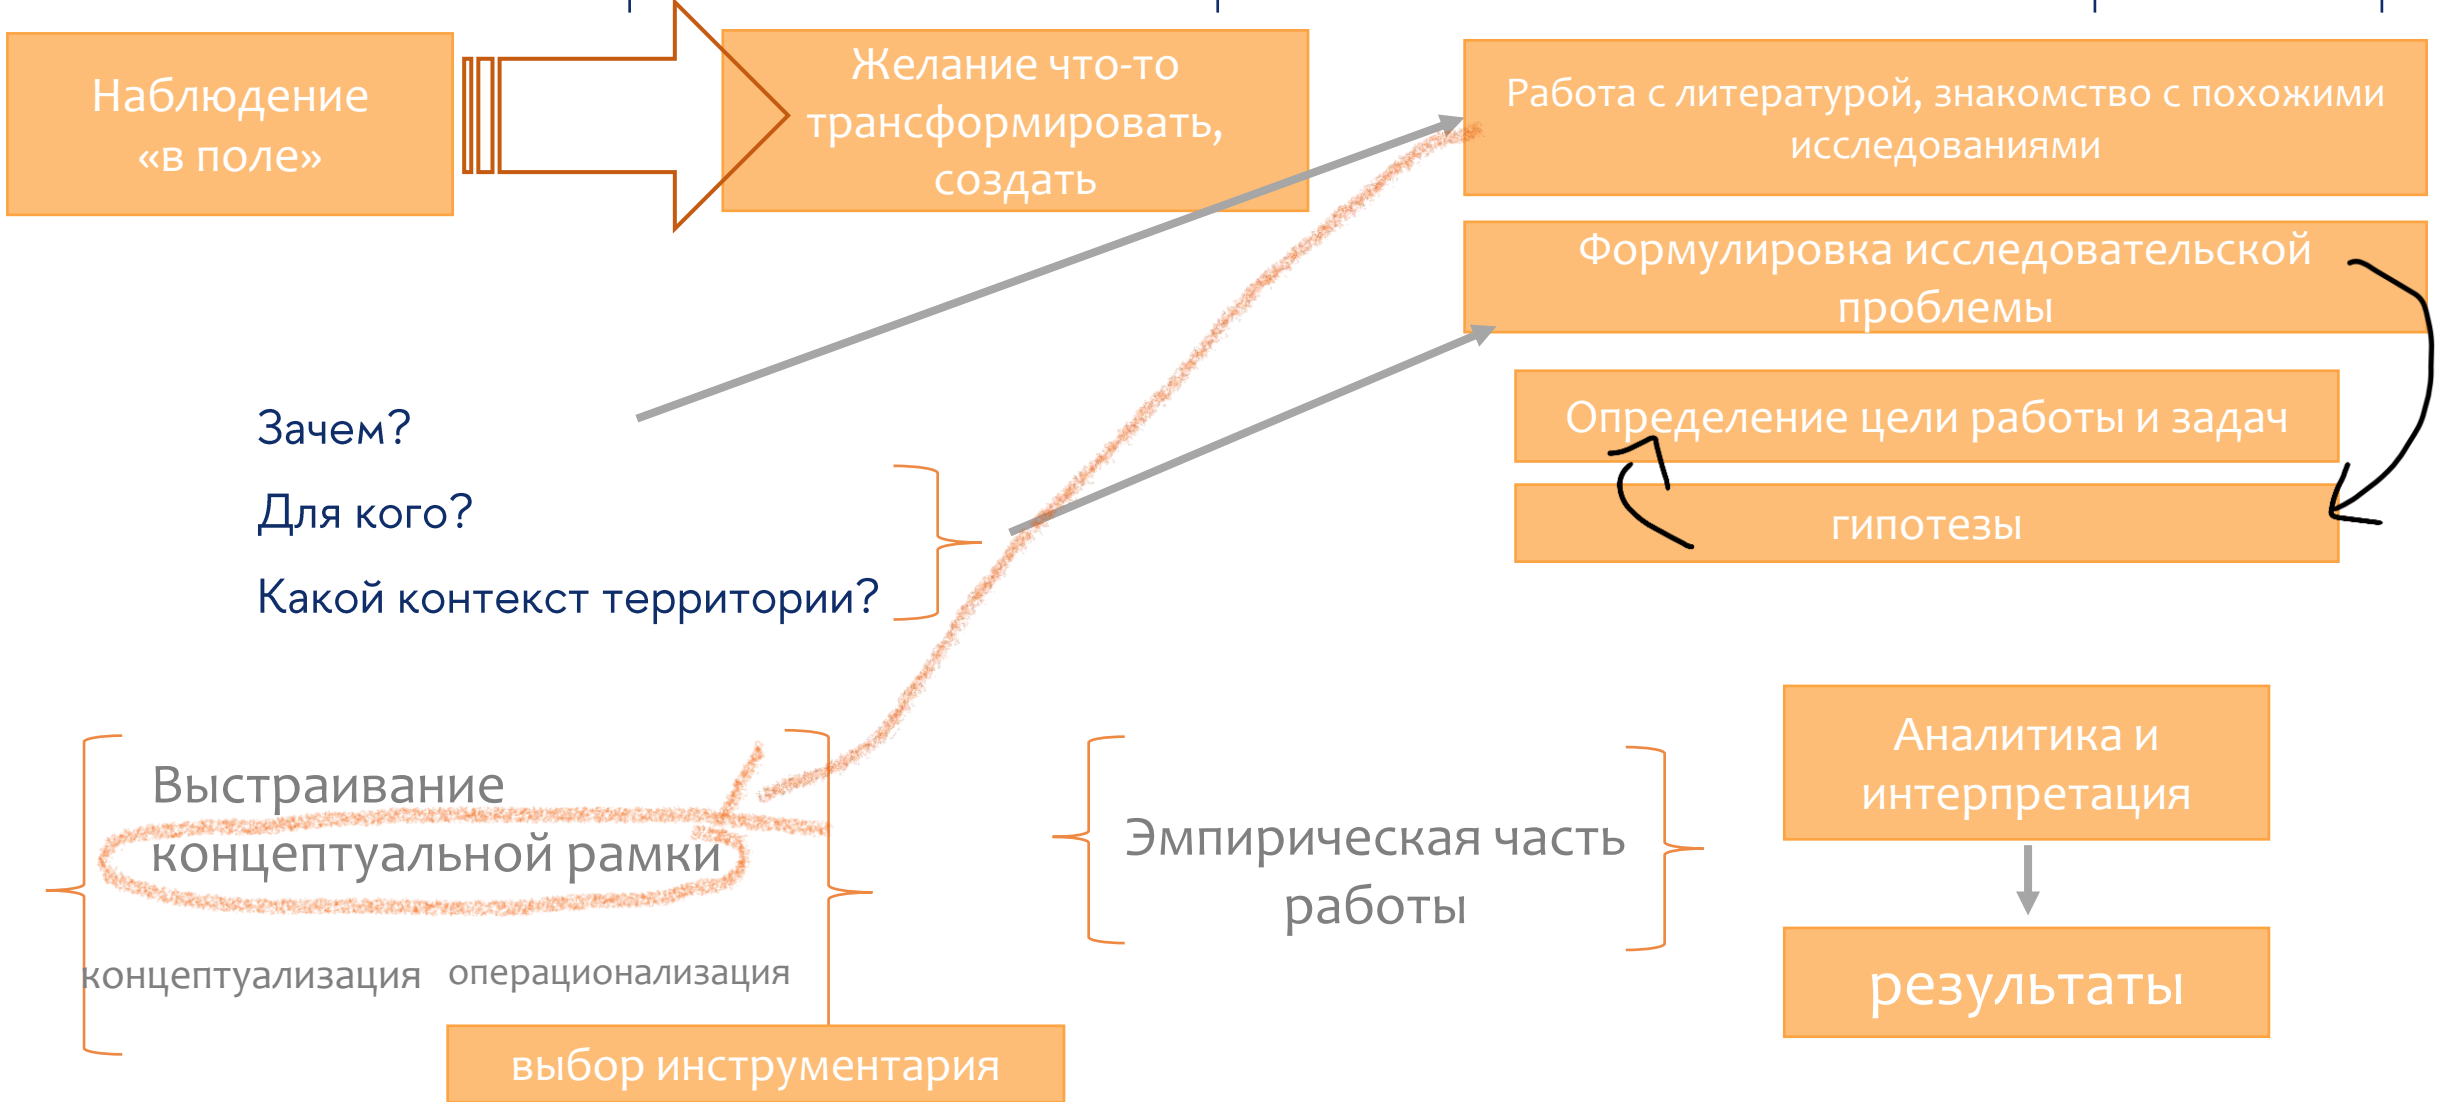 Наблюдение
«в поле»
Желание что-то
трансформировать,
создать
Работа с литературой, знакомство с похожими
исследованиями
Формулировка исследовательской
проблемы
Определение цели работы и задач
гипотезы
Зачем?
Для кого?
Какой контекст территории?
Выстраивание
концептуальной рамки
концептуализация
операционализация
выбор инструментария
Эмпирическая часть
работы
Аналитика и
интерпретация
результаты